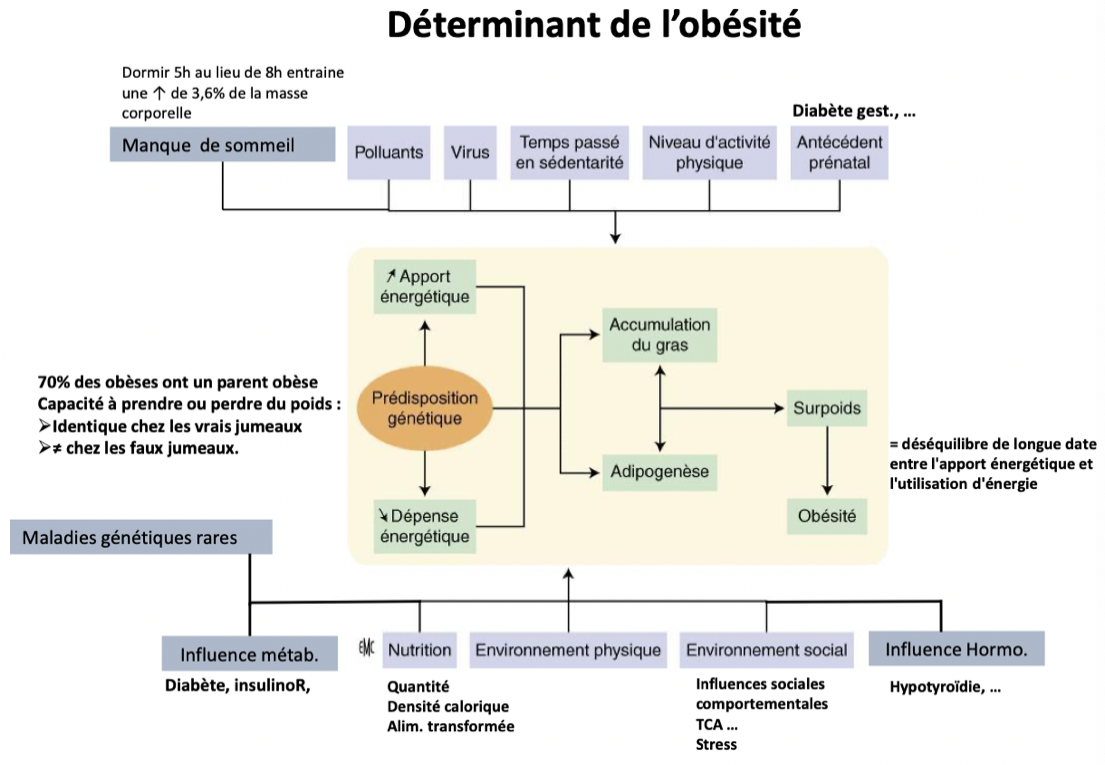 Déterminant de l’obésité
Dormir 5h au lieu de 8h entraine
une ↑ de 3,6% de la masse
corporelle
Diabète gest., ...
Manque de sommeil
Polluants
Virus
Temps passé
en sédentarité
Niveau d'activité
physique
Antécédent
prénatal
↗ Apport
énergétique
Accumulation
du gras
70% des obèses ont un parent obèse
Capacité à prendre ou perdre du poids :
➢Identique chez les vrais jumeaux
➢≠ chez les faux jumeaux.
Prédisposition
génétique
Surpoids
= déséquilibre de longue date
entre l'apport énergétique et
l'utilisation d'énergie
Adipogenèse
↘ Dépense
énergétique
Obésité
Maladies génétiques rares
Influence métab.
Diabète, insulinoR,
EMC
Nutrition
Quantité
Densité calorique
Alim. transformée
Environnement physique
Environnement social
Influences sociales
comportementales
TCA ...
Stress
Influence Hormo.
Hypotyroïdie, ...